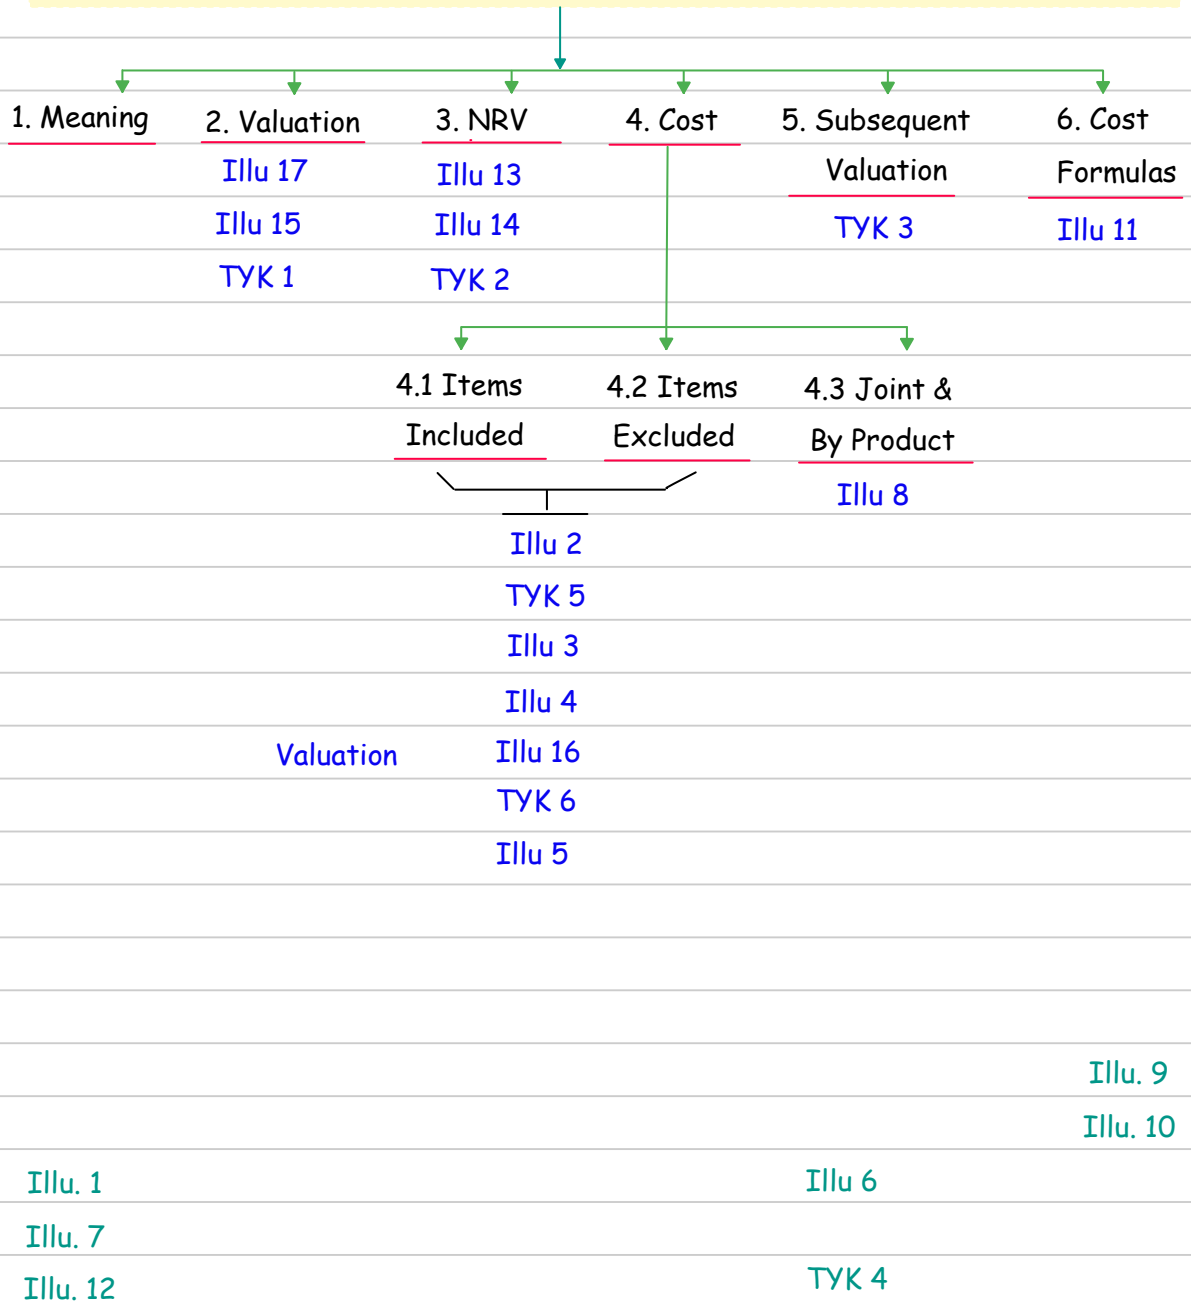 1. Meaning
2. Valuation
Illu 17
Illu 15
TYK 1
3. NRV
Illu 13
Illu 14
TYK 2
4. Cost
5. Subsequent
Valuation
TYK 3
6. Cost
Formulas
Illu 11
4.1 Items
Included
4.2 Items
Excluded
4.3 Joint &
By Product
Illu 8
Illu 2
TYK 5
Illu 3
Illu 4
Valuation Illu 16
TYK 6
Illu 5
Illu. 9
Illu. 10
Illu. 1
Illu. 7
Illu. 12
Illu 6
TYK 4